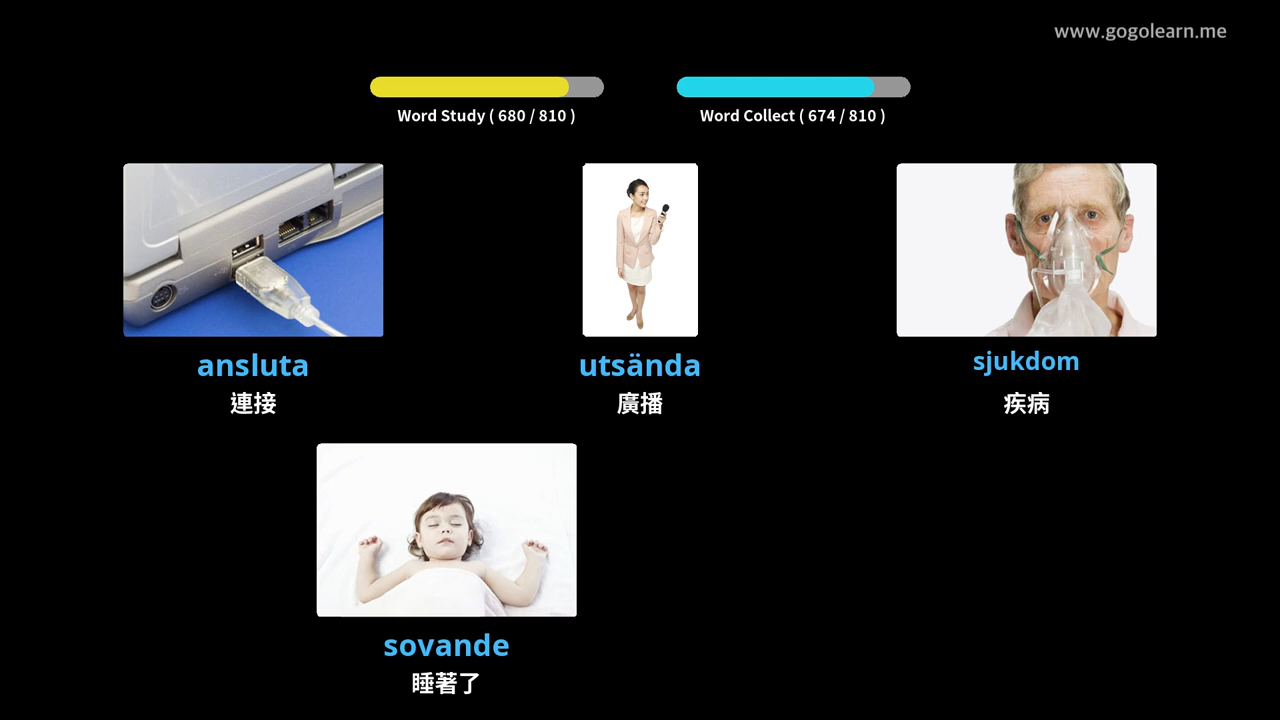 www.gogolearn.me
Word Study ( 680 / 810 )
Word Collect ( 674 / 810 )
ansluta
utsända
sjukdom
連接
廣播
疾病
sovande
睡著了